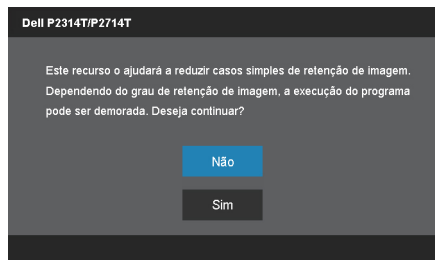 Dell P2314T/P2714T
Este recurso o ajudará a reduzir casos simples de retenção de imagem.
Dependendo do grau de retenção de imagem, a execução do programa
pode ser demorada. Deseja continuar?
Não
Sim